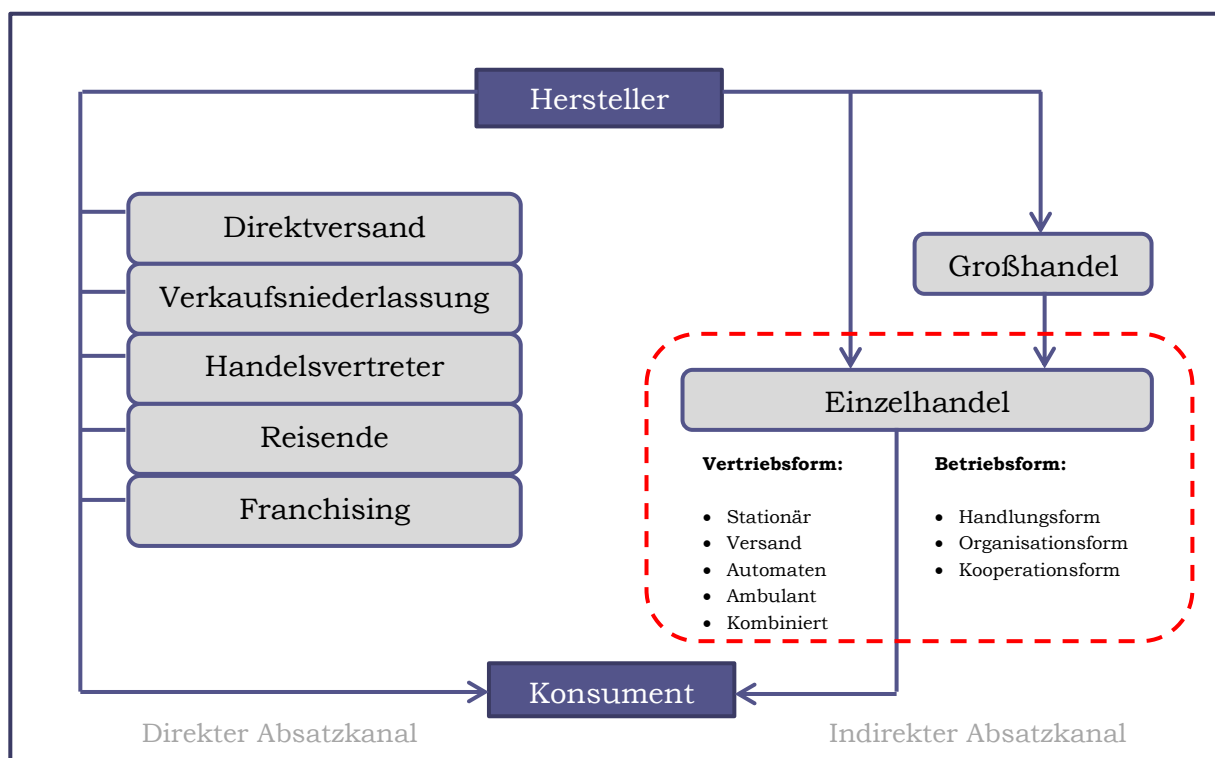 Hersteller
Direktversand
Verkaufsniederlassung
Handelsvertreter
Reisende
Franchising
Großhandel
Einzelhandel
Vertriebsform:
• Stationär
• Versand
• Automaten
• Ambulant
• Kombiniert
Betriebsform:
• Handlungsform
• Organisationsform
• Kooperationsform
Konsument
Direkter Absatzkanal
Indirekter Absatzkanal